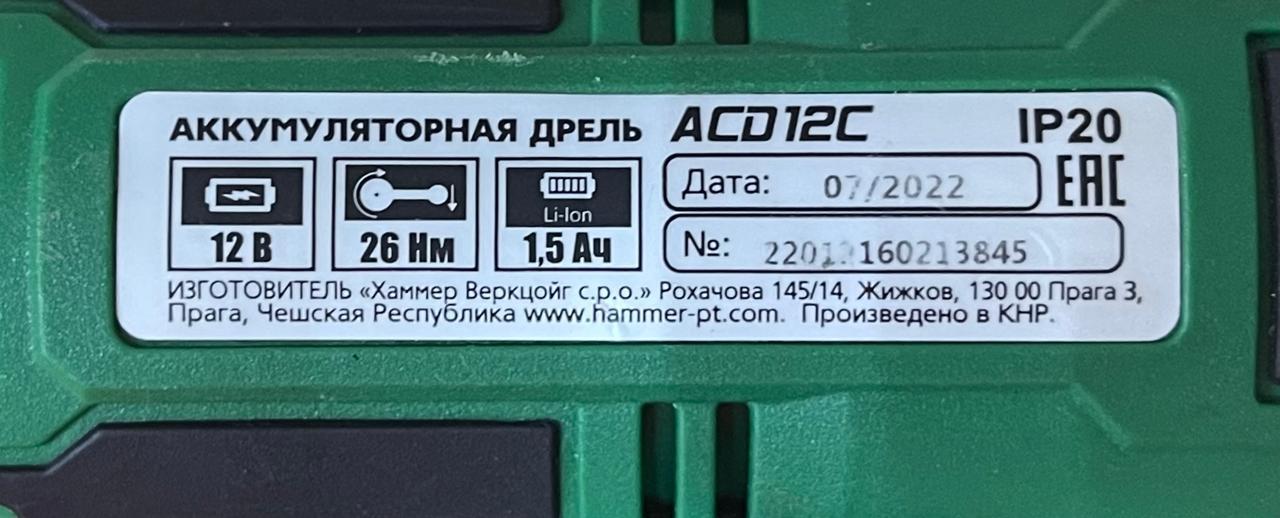 АККУМУЛЯТОРНАЯ ДРЕЛЬ ACD12C IP20
12 В
26 Нм
Li-Ion
1,5 Ач
Дата: 07/2022 EAC
№:
ИЗГОТОВИТЕЛЬ «Хаммер Веркцойг с.р.о.» Рохачова 145/14, Жижков, 130 00 Прага 3,
Прага, Чешская Республика www.hammer-pt.com. Произведено в КНР.